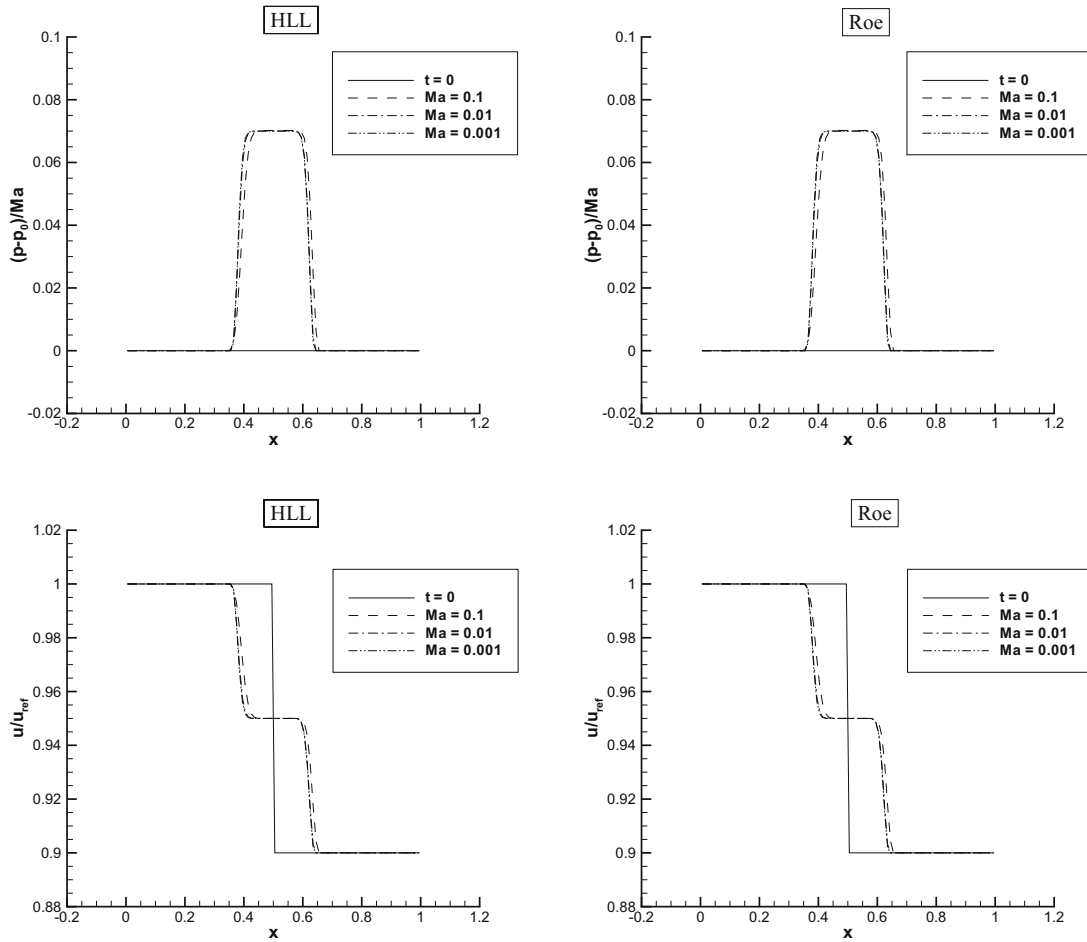 HLL
0.1
0.08
0.06
0.04
0.02
0
-0.02
(p-p0)/Ma
-0.2 0 0.2 0.4 0.6 0.8 1 1.2
x
t = 0
Ma = 0.1
Ma = 0.01
Ma = 0.001
Roe
0.1
0.08
0.06
0.04
0.02
0
-0.02
(p-p0)/Ma
-0.2 0 0.2 0.4 0.6 0.8 1 1.2
x
t = 0
Ma = 0.1
Ma = 0.01
Ma = 0.001
HLL
1.02
1
0.98
0.96
0.94
0.92
0.9
0.88
u/uref
-0.2 0 0.2 0.4 0.6 0.8 1 1.2
x
t = 0
Ma = 0.1
Ma = 0.01
Ma = 0.001
Roe
1.02
1
0.98
0.96
0.94
0.92
0.9
0.88
u/uref
-0.2 0 0.2 0.4 0.6 0.8 1 1.2
x
t = 0
Ma = 0.1
Ma = 0.01
Ma = 0.001